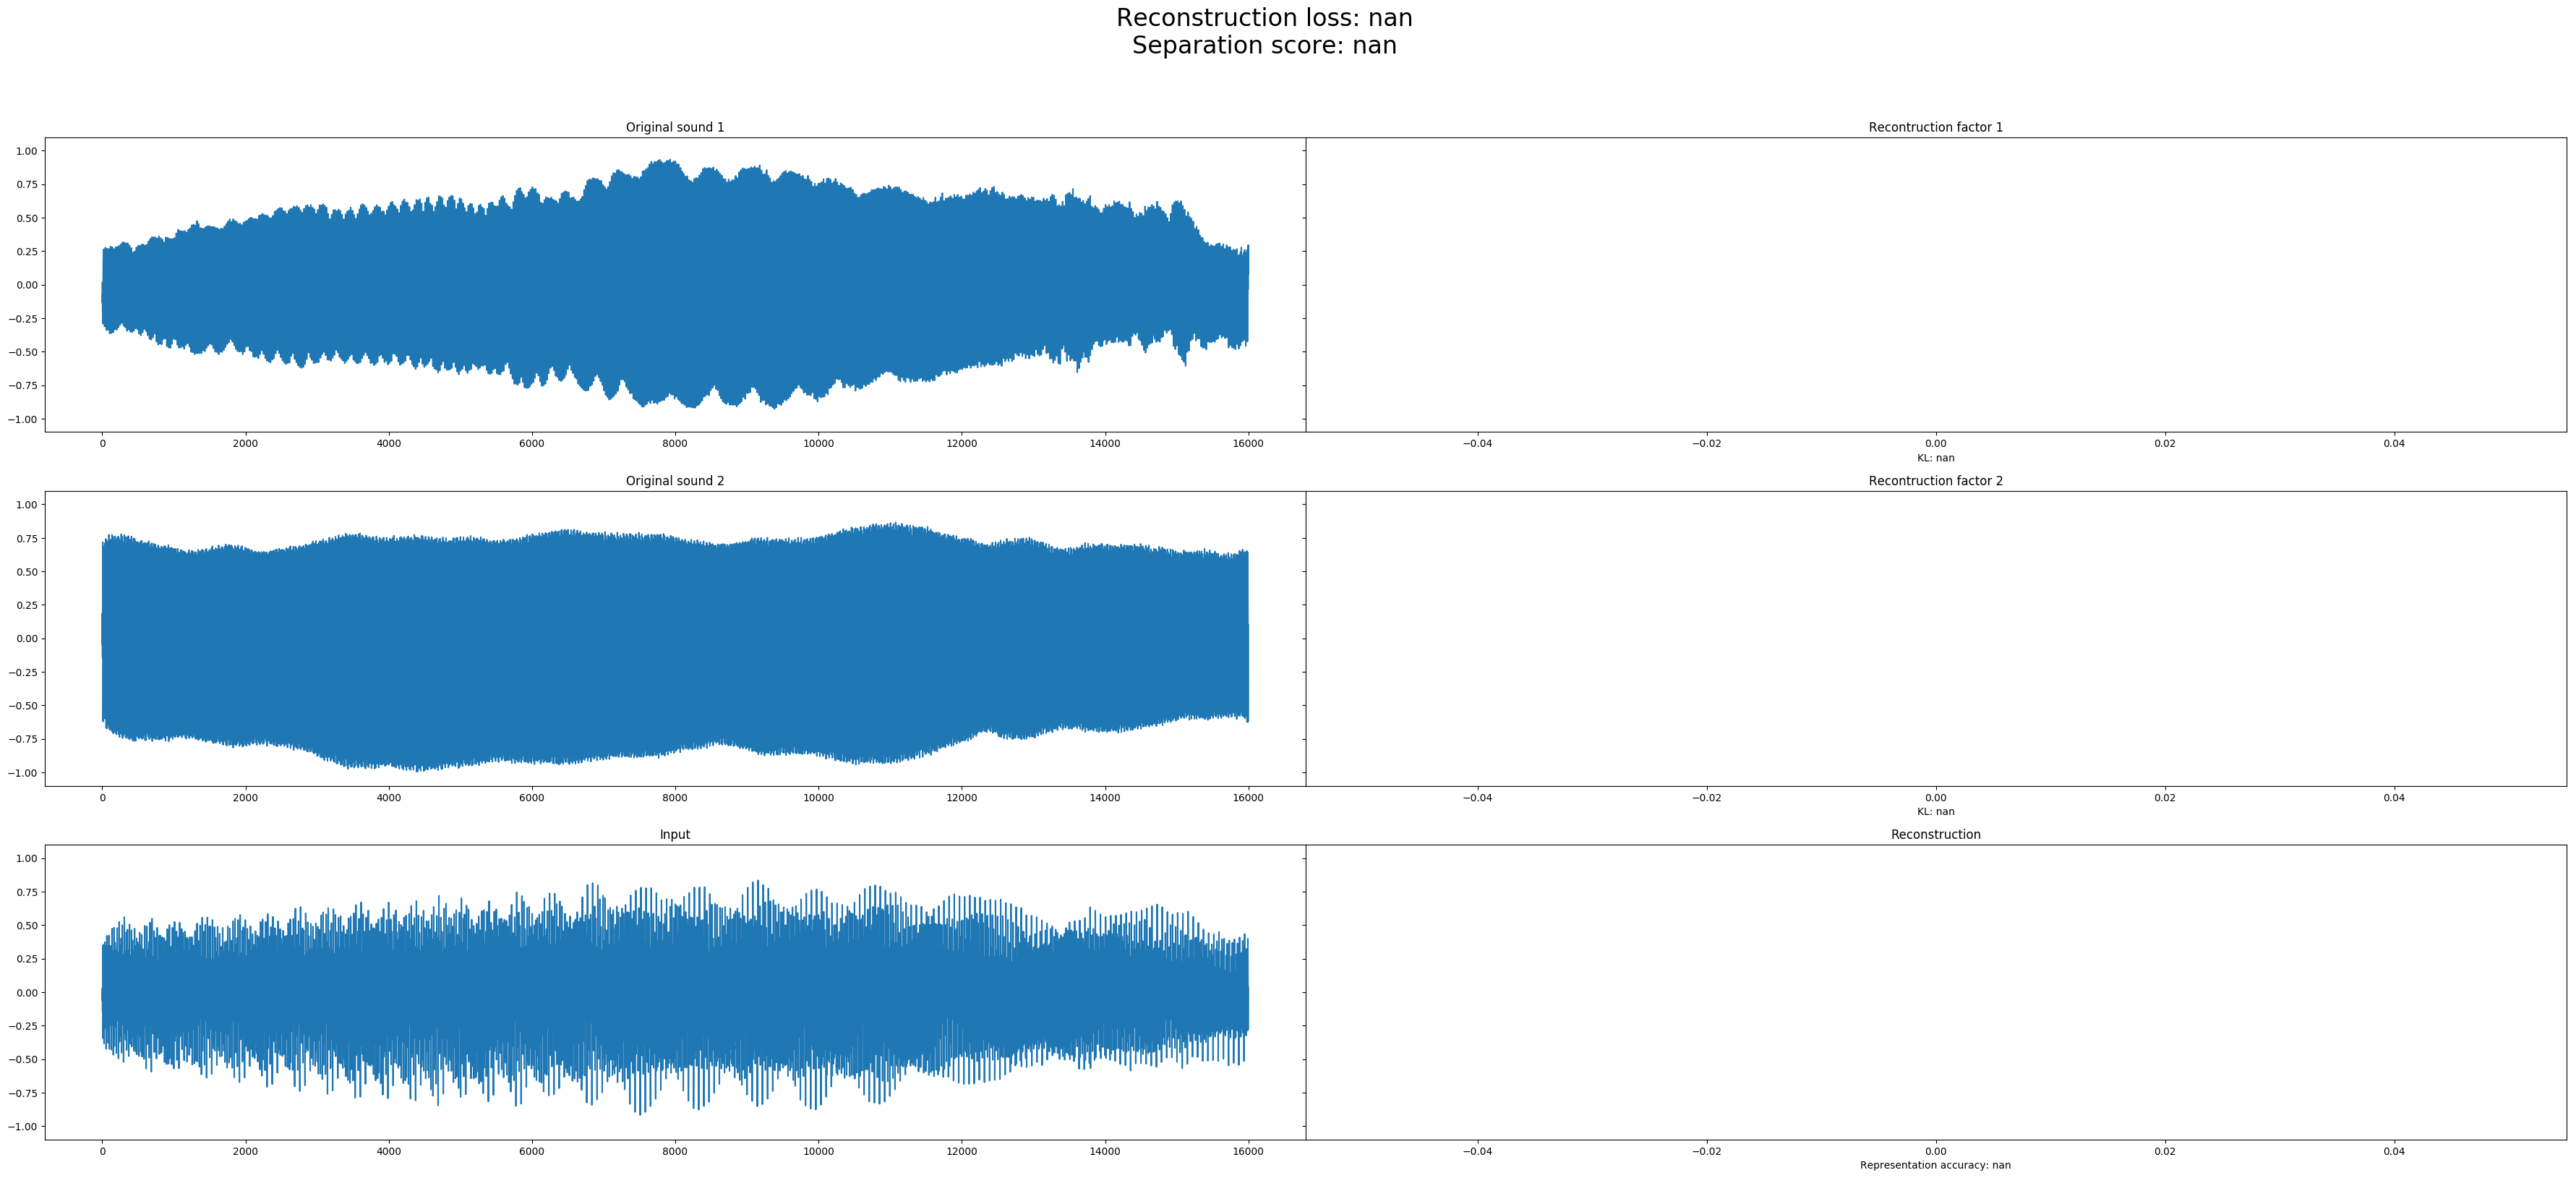 Reconstruction loss: nan
Separation score: nan
Original sound 1
Recontruction factor 1
1.00
0.75
0.50
0.25
0.00
−0.25
−0.50
−0.75
−1.00
0 2000 4000 6000 8000 10000 12000 14000 16000
−0.04 −0.02 0.00 0.02 0.04
KL: nan
Original sound 2
Recontruction factor 2
1.00
0.75
0.50
0.25
0.00
−0.25
−0.50
−0.75
−1.00
0 2000 4000 6000 8000 10000 12000 14000 16000
−0.04 −0.02 0.00 0.02 0.04
KL: nan
Input
Reconstruction
1.00
0.75
0.50
0.25
0.00
−0.25
−0.50
−0.75
−1.00
0 2000 4000 6000 8000 10000 12000 14000 16000
−0.04 −0.02 0.00 0.02 0.04
Representation accuracy: nan